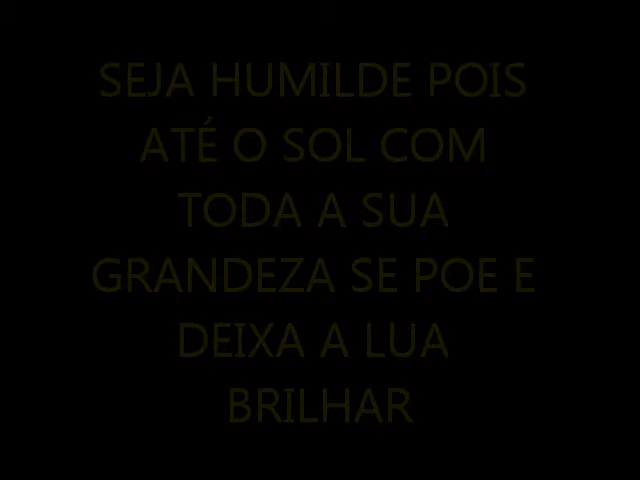 SEJA HUMILDE POIS
ATÉ O SOL COM
TODA A SUA
GRANDEZA SE POE E
DEIXA A LUA
BRILHAR